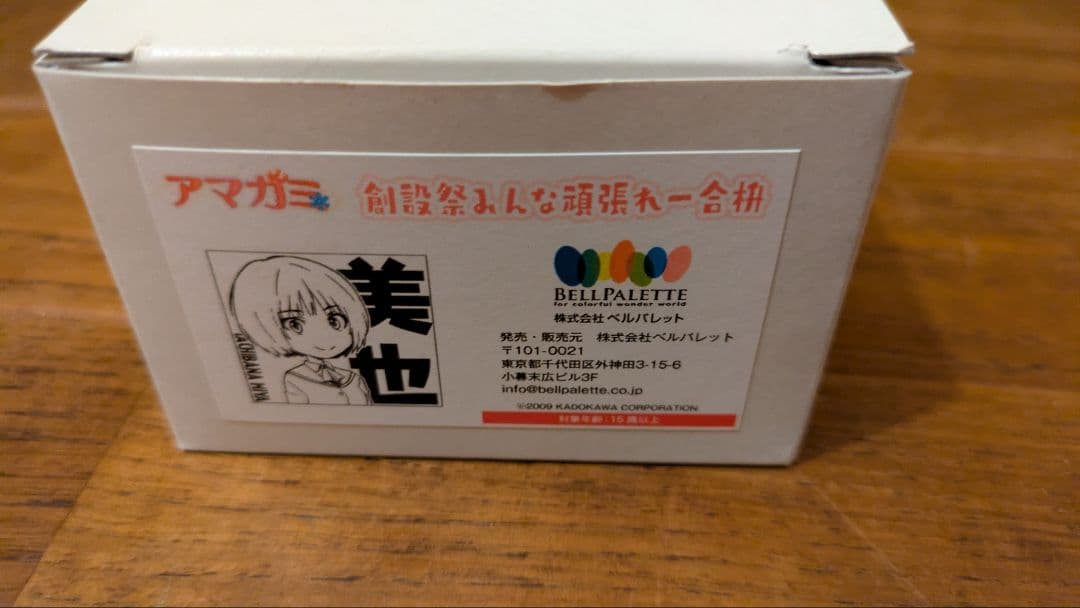 アマガミ
創設祭みんな頑張れ一合枡
美也
TACHIBANA MIYA
BELLPALETTE
for colorful wonder world
株式会社ベルパレット
発売・販売元 株式会社ベルパレット
〒101-0021
東京都千代田区外神田3-15-6
小暮末広ビル3F
info@bellpalette.co.jp
©2009 KADOKAWA CORPORATION
対象年齢:15歳以上